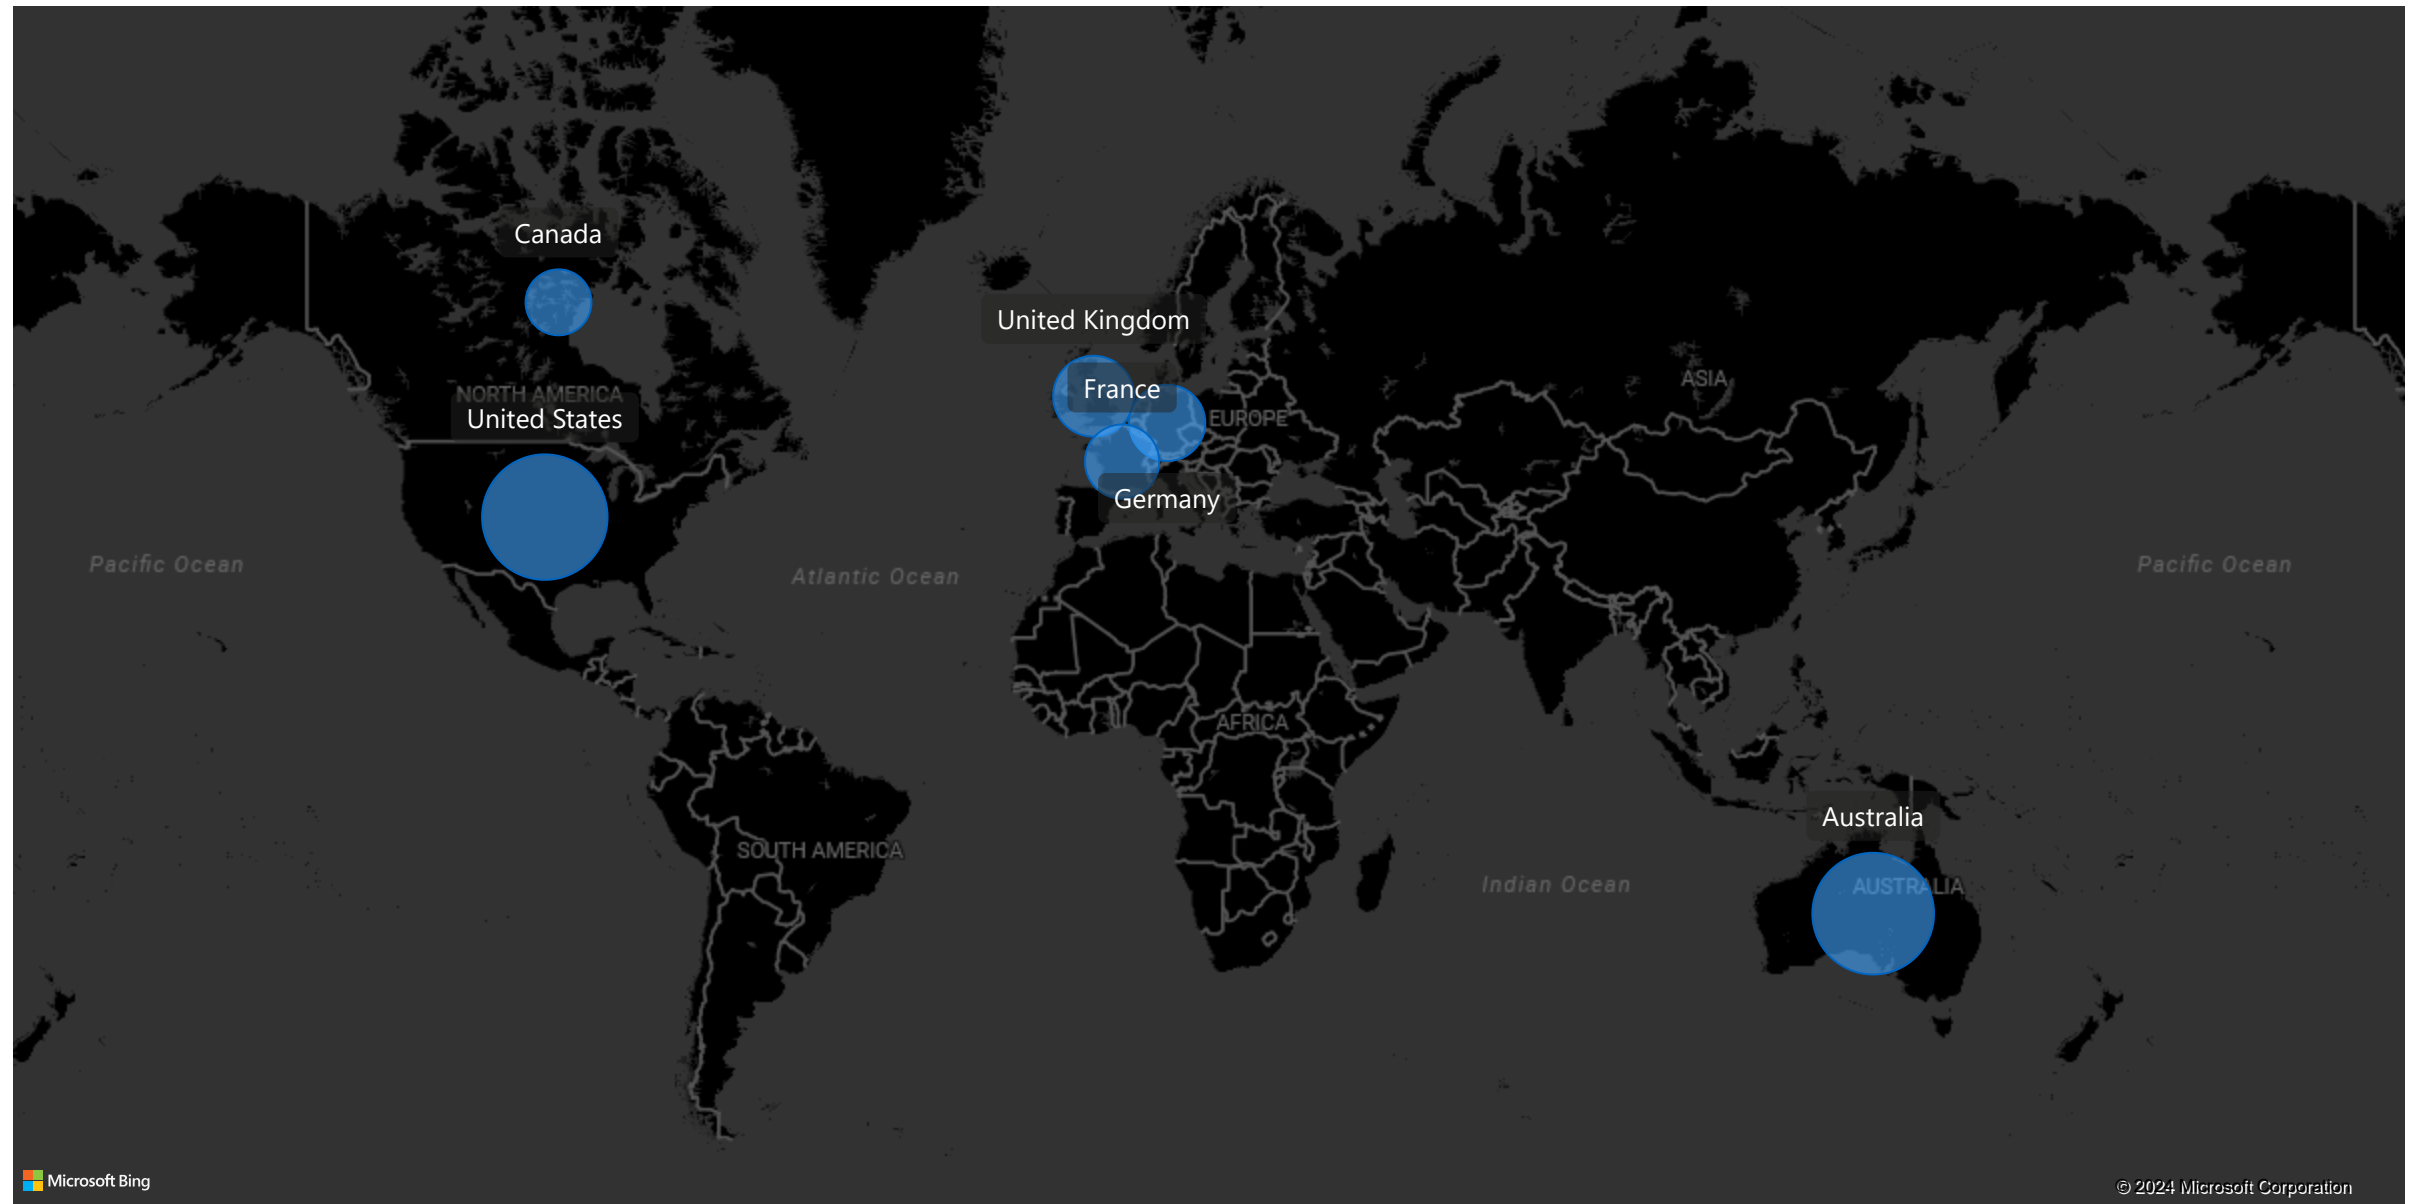 Canada
United Kingdom
ASIA
France
NORTH AMERICA
United States
EUROPE
Germany
Pacific Ocean
Atlantic Ocean
Pacific Ocean
AFRICA
Australia
SOUTH AMERICA
Indian Ocean
AUSTRALIA
Microsoft Bing
© 2024 Microsoft Corporation